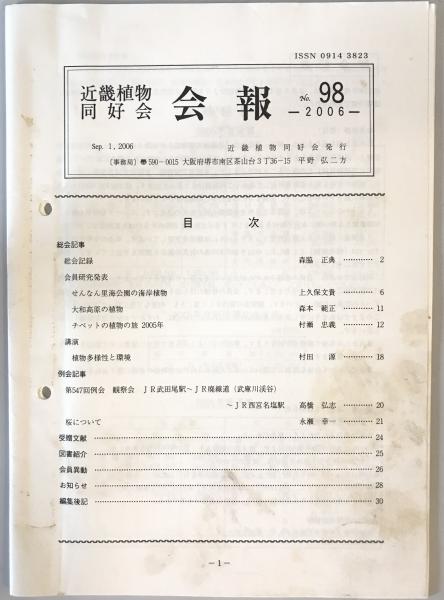 ISSN 0914 3823
近畿植物
同好会
会報
No. 98
—2006—
Sep. 1, 2006 近畿植物同好会発行
〔事務局〕〠590−0015 大阪府堺市南区茶山台3丁36−15 平野 弘二方
目次
総会記事
総会記録 森脇 正典 ………… 2
会員研究発表
せんなん里海公園の海岸植物 上久保文貴 ………… 6
大和高原の植物 森本 範正 ………… 11
チベットの植物の旅 2005年 村瀬 忠義 ………… 12
講演
植物多様性と環境 村田 源 ………… 18
例会記事
第547回例会 観察会 JR武田尾駅〜JR廃線道(武庫川渓谷)
〜JR西宮名塩駅 高橋 弘志 ………… 20
桜について 永瀬 幸一 ………… 21
受贈文献 ………… 24
図書紹介 ………… 25
会員異動 ………… 26
お知らせ ………… 28
編集後記 ………… 30
−1−